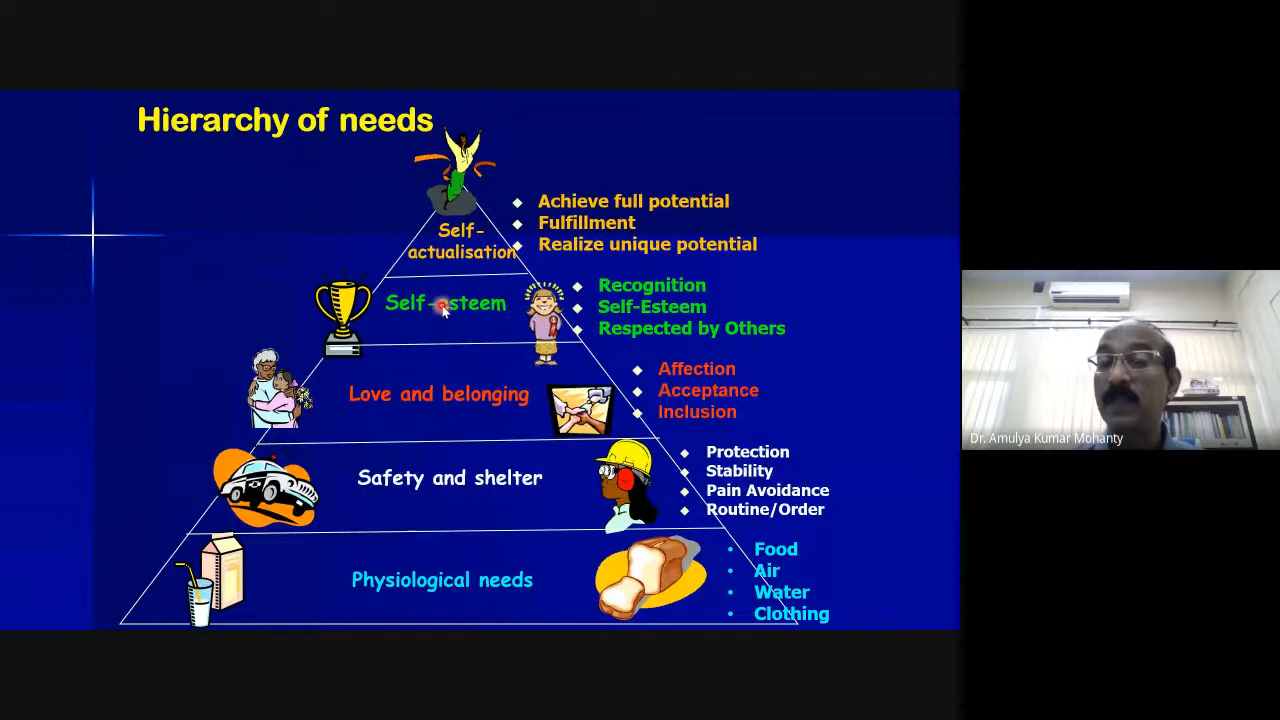 Hierarchy of needs
Achieve full potential
Fulfillment
Realize unique potential
Self-
actualisation
Recognition
Self-Esteem
Respected by Others
Self-esteem
Affection
Acceptance
Inclusion
Love and belonging
Protection
Stability
Pain Avoidance
Routine/Order
Safety and shelter
Food
Air
Water
Clothing
Physiological needs
Dr. Amulya Kumar Mohanty